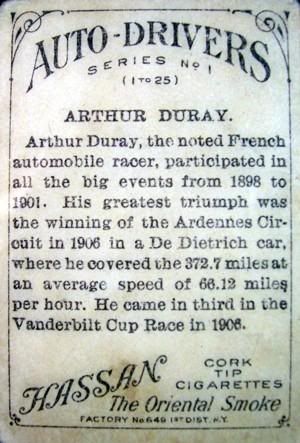 AUTO-DRIVERS
SERIES No 1
(1 TO 25)
ARTHUR DURAY.
Arthur Duray, the noted French
automobile racer, participated in
all the big events from 1898 to
1901. His greatest triumph was
the winning of the Ardennes Cir-
cuit in 1906 in a De Dietrich car,
where he covered the 372.7 miles at
an average speed of 66.12 miles
per hour. He came in third in the
Vanderbilt Cup Race in 1906.
HASSAN
CORK
TIP
CIGARETTES
The Oriental Smoke
FACTORY No 649 1ST DIST. N.Y.